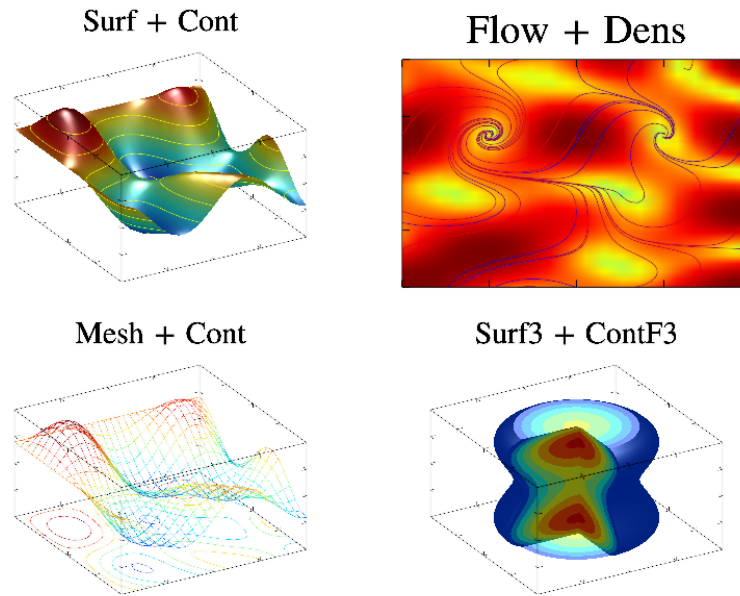 Surf + Cont
Flow + Dens
Mesh + Cont
Surf3 + ContF3